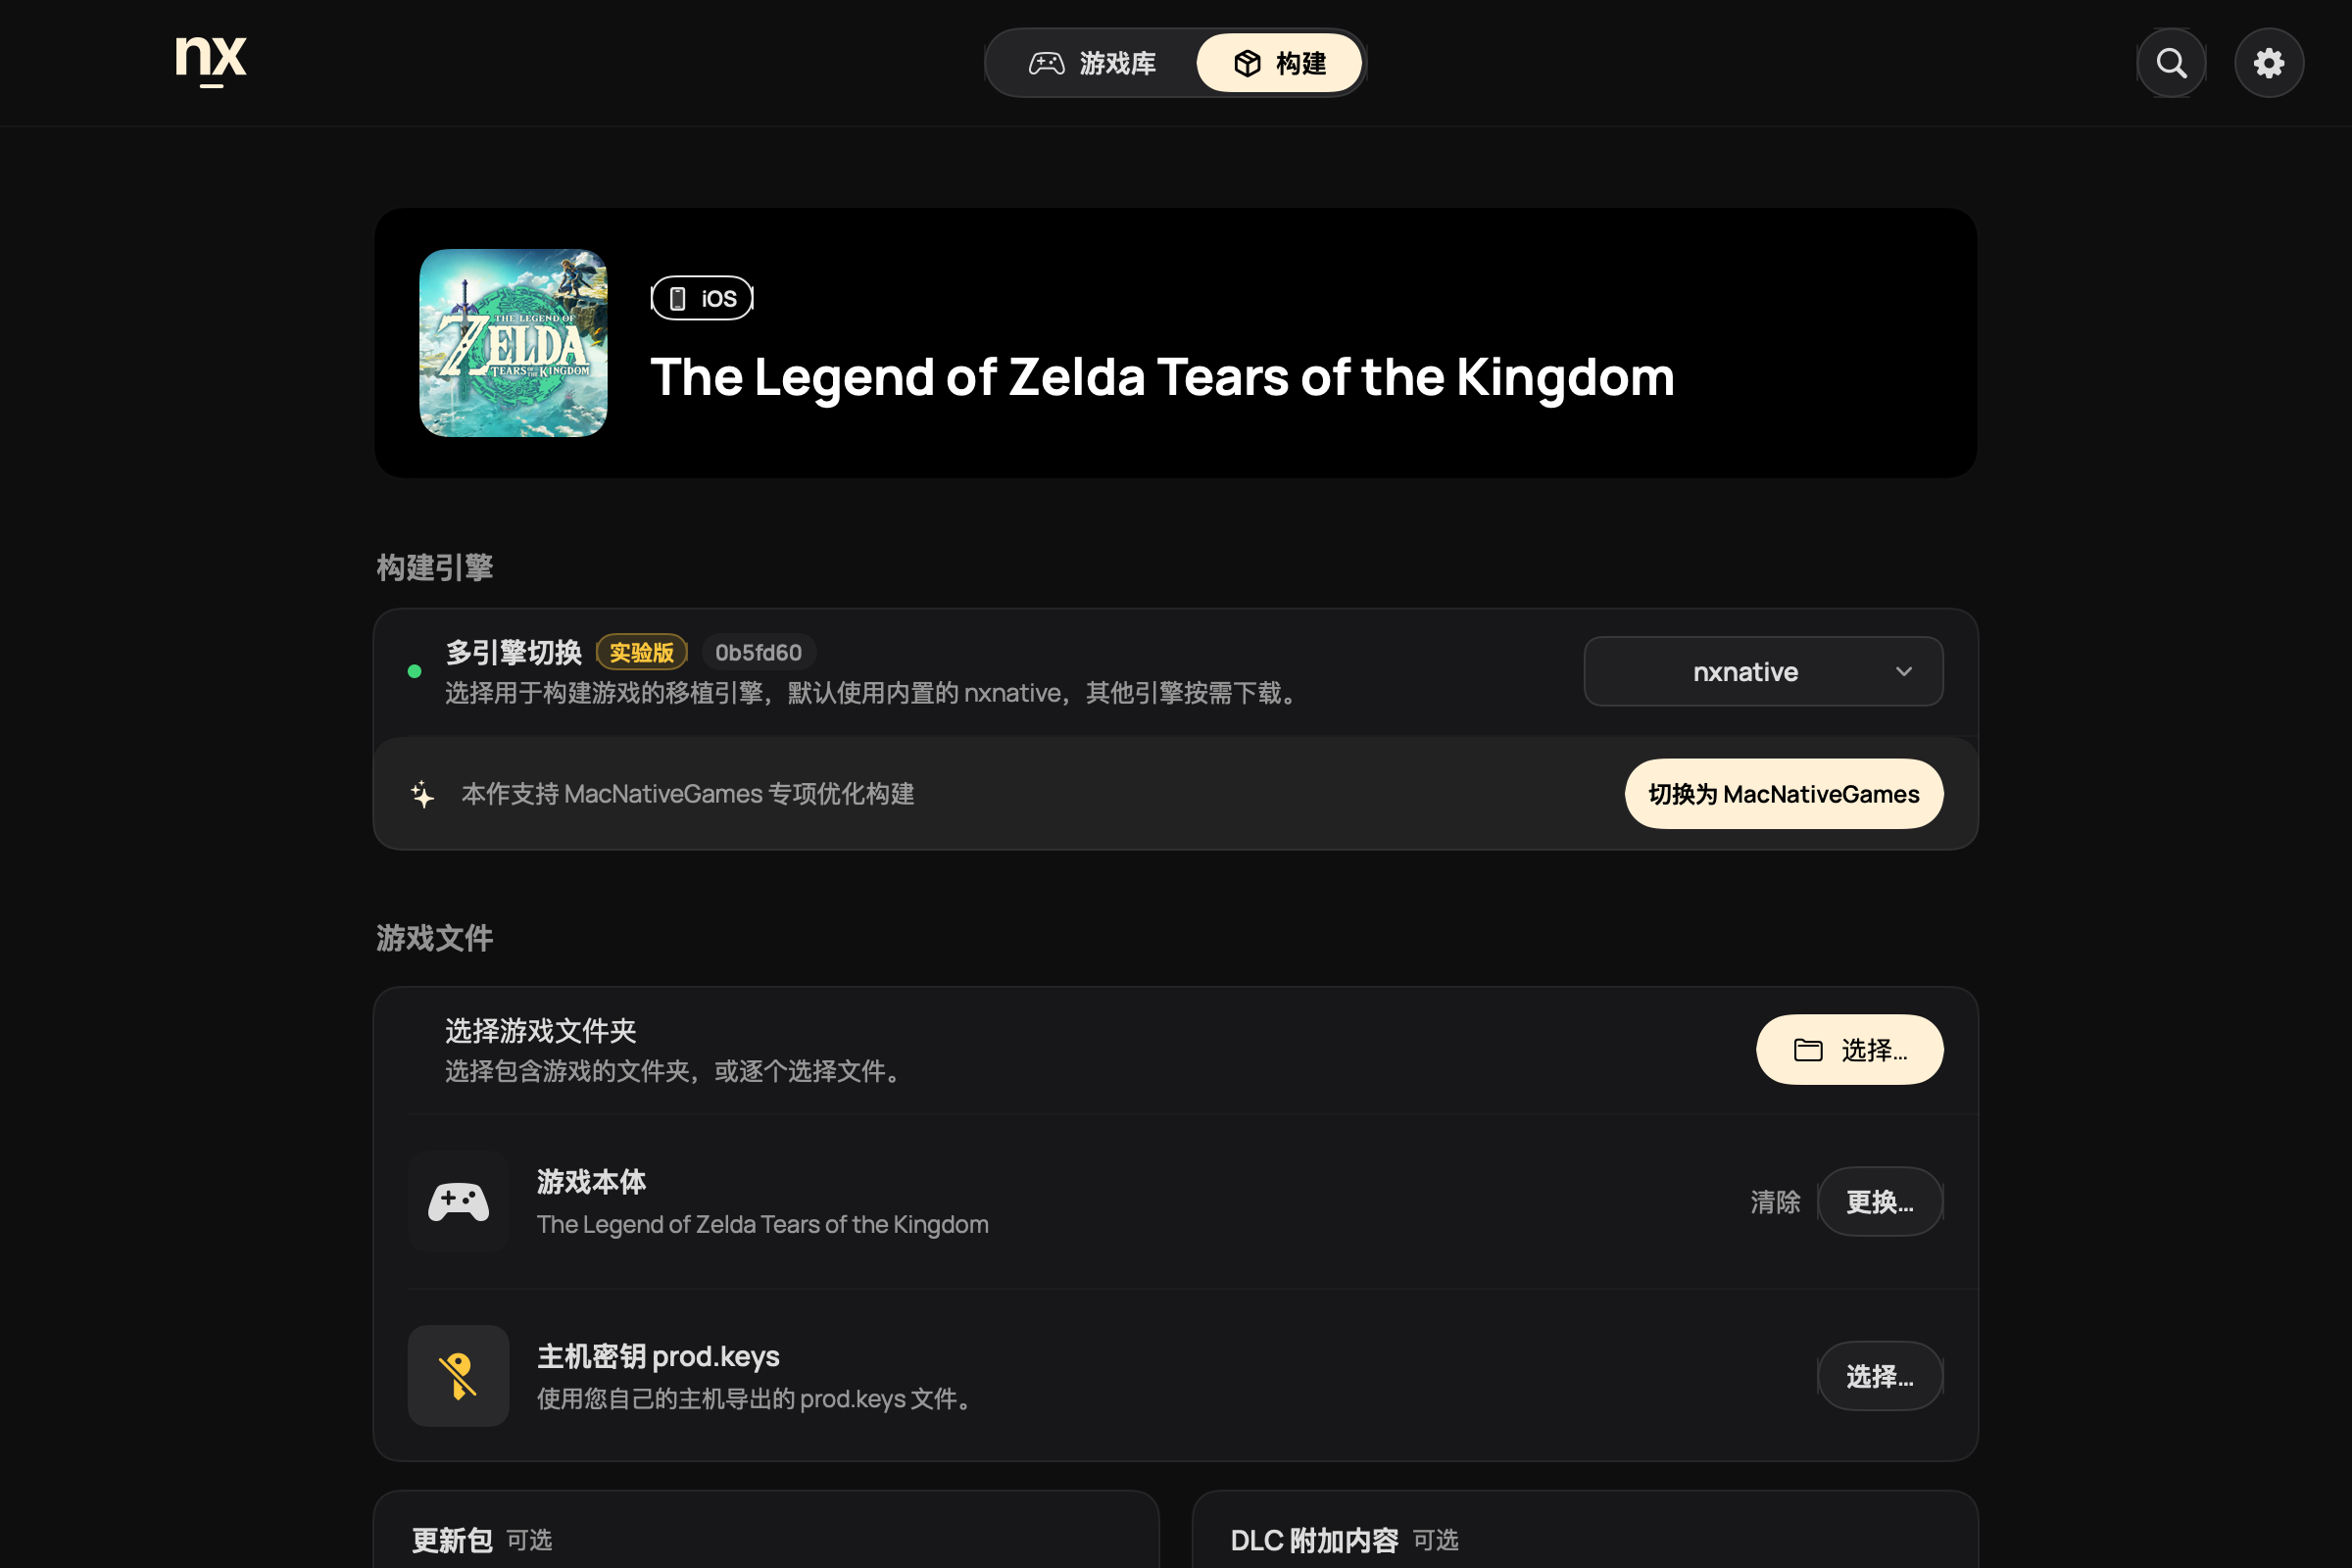 nx
游戏库
构建
THE LEGEND OF
ZELDA
TEARS OF THE KINGDOM
iOS
The Legend of Zelda Tears of the Kingdom
构建引擎
多引擎切换 实验版 0b5fd60
选择用于构建游戏的移植引擎，默认使用内置的 nxnative，其他引擎按需下载。
nxnative
本作支持 MacNativeGames 专项优化构建
切换为 MacNativeGames
游戏文件
选择游戏文件夹
选择包含游戏的文件夹，或逐个选择文件。
选择...
游戏本体
The Legend of Zelda Tears of the Kingdom
清除
更换...
主机密钥 prod.keys
使用您自己的主机导出的 prod.keys 文件。
选择...
更新包 可选
DLC 附加内容 可选